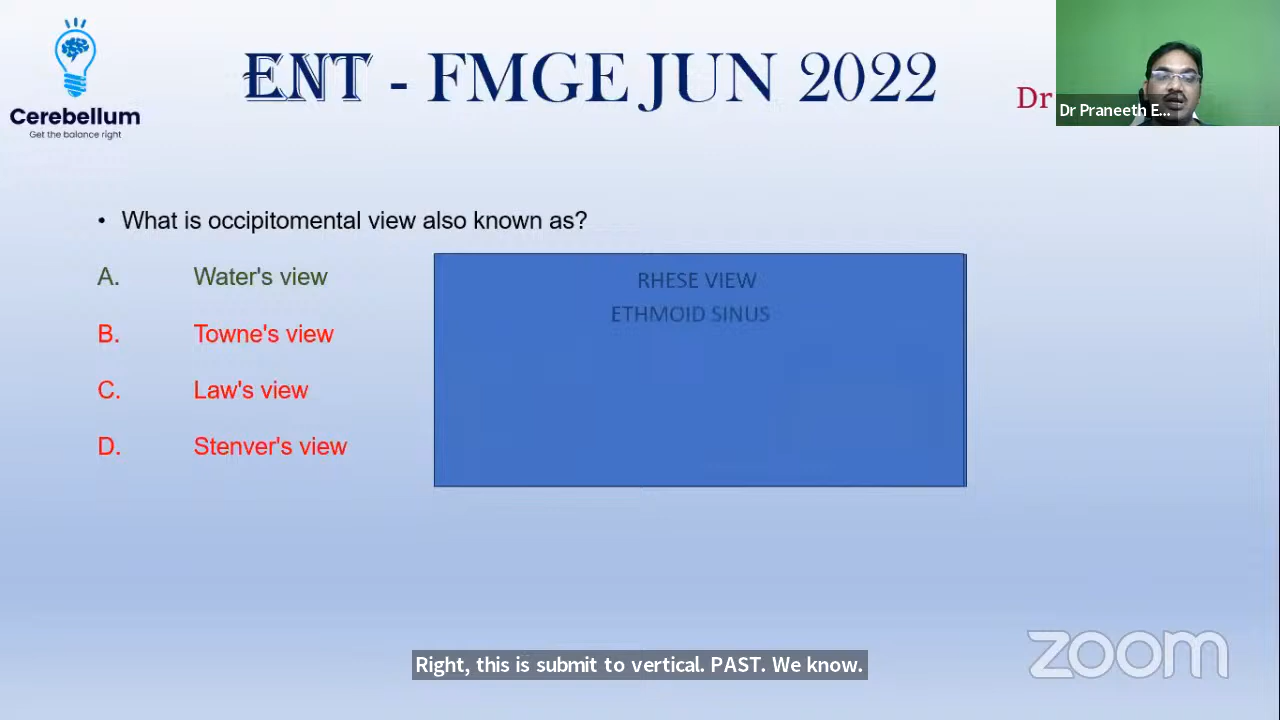 ENT - FMGE JUN 2022
Cerebellum
Get the balance right
Dr
Dr Praneeth E...
• What is occipitomental view also known as?
A. Water's view
B. Towne's view
C. Law's view
D. Stenver's view
RHESE VIEW
ETHMOID SINUS
Right, this is submit to vertical. PAST. We know.
zoom